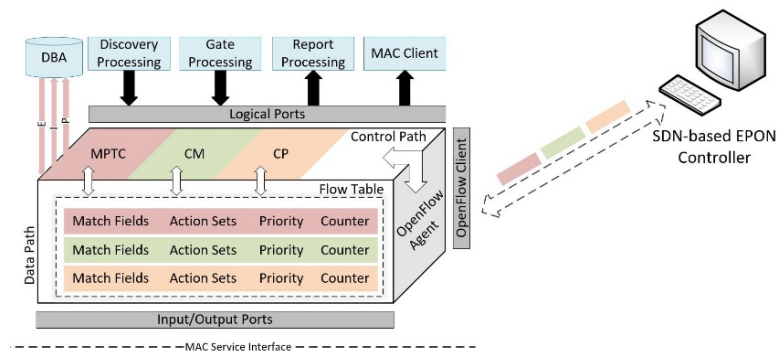 DBA
Discovery
Processing
Gate
Processing
Report
Processing
MAC Client
E
I
P
Logical Ports
MPTC
CM
CP
Control Path
Flow Table
Match Fields Action Sets Priority Counter
Match Fields Action Sets Priority Counter
Match Fields Action Sets Priority Counter
Data Path
OpenFlow
Agent
OpenFlow Client
Input/Output Ports
MAC Service Interface
SDN-based EPON
Controller